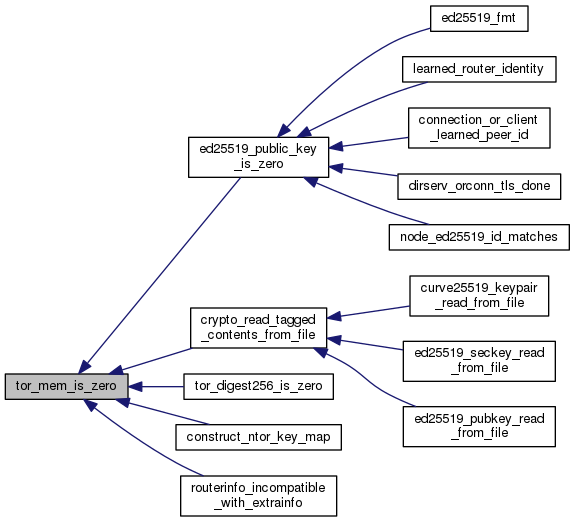 ed25519_fmt
learned_router_identity
connection_or_client
_learned_peer_id
ed25519_public_key
_is_zero
dirserv_orconn_tls_done
node_ed25519_id_matches
curve25519_keypair
_read_from_file
crypto_read_tagged
_contents_from_file
ed25519_seckey_read
_from_file
tor_mem_is_zero
tor_digest256_is_zero
ed25519_pubkey_read
_from_file
construct_ntor_key_map
routerinfo_incompatible
_with_extrainfo